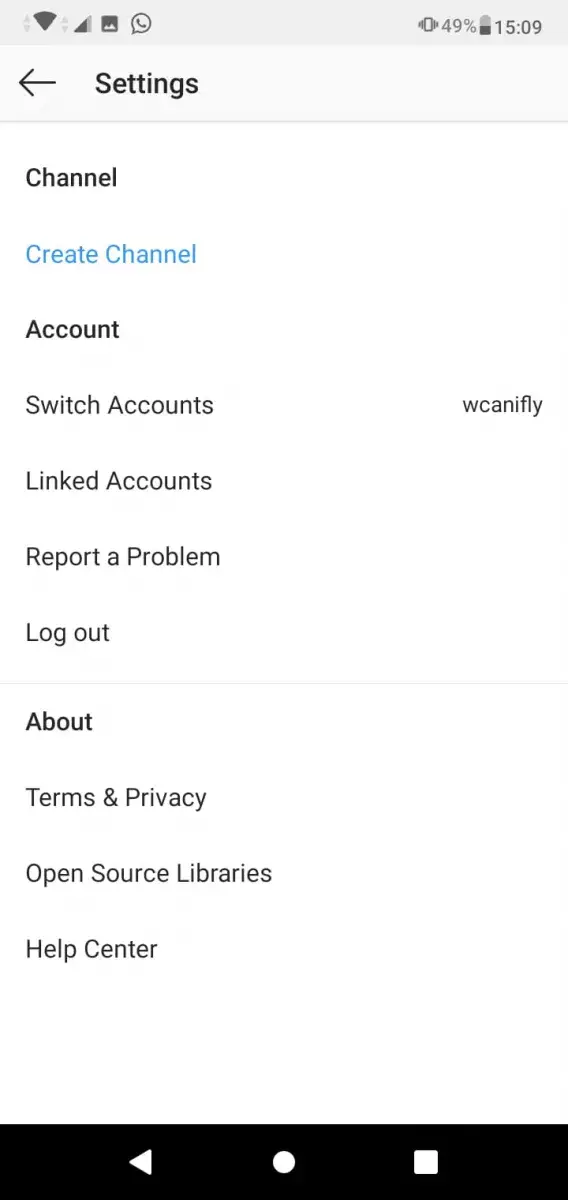 49% 15:09
Settings
Channel
Create Channel
Account
Switch Accounts wcanifly
Linked Accounts
Report a Problem
Log out
About
Terms & Privacy
Open Source Libraries
Help Center